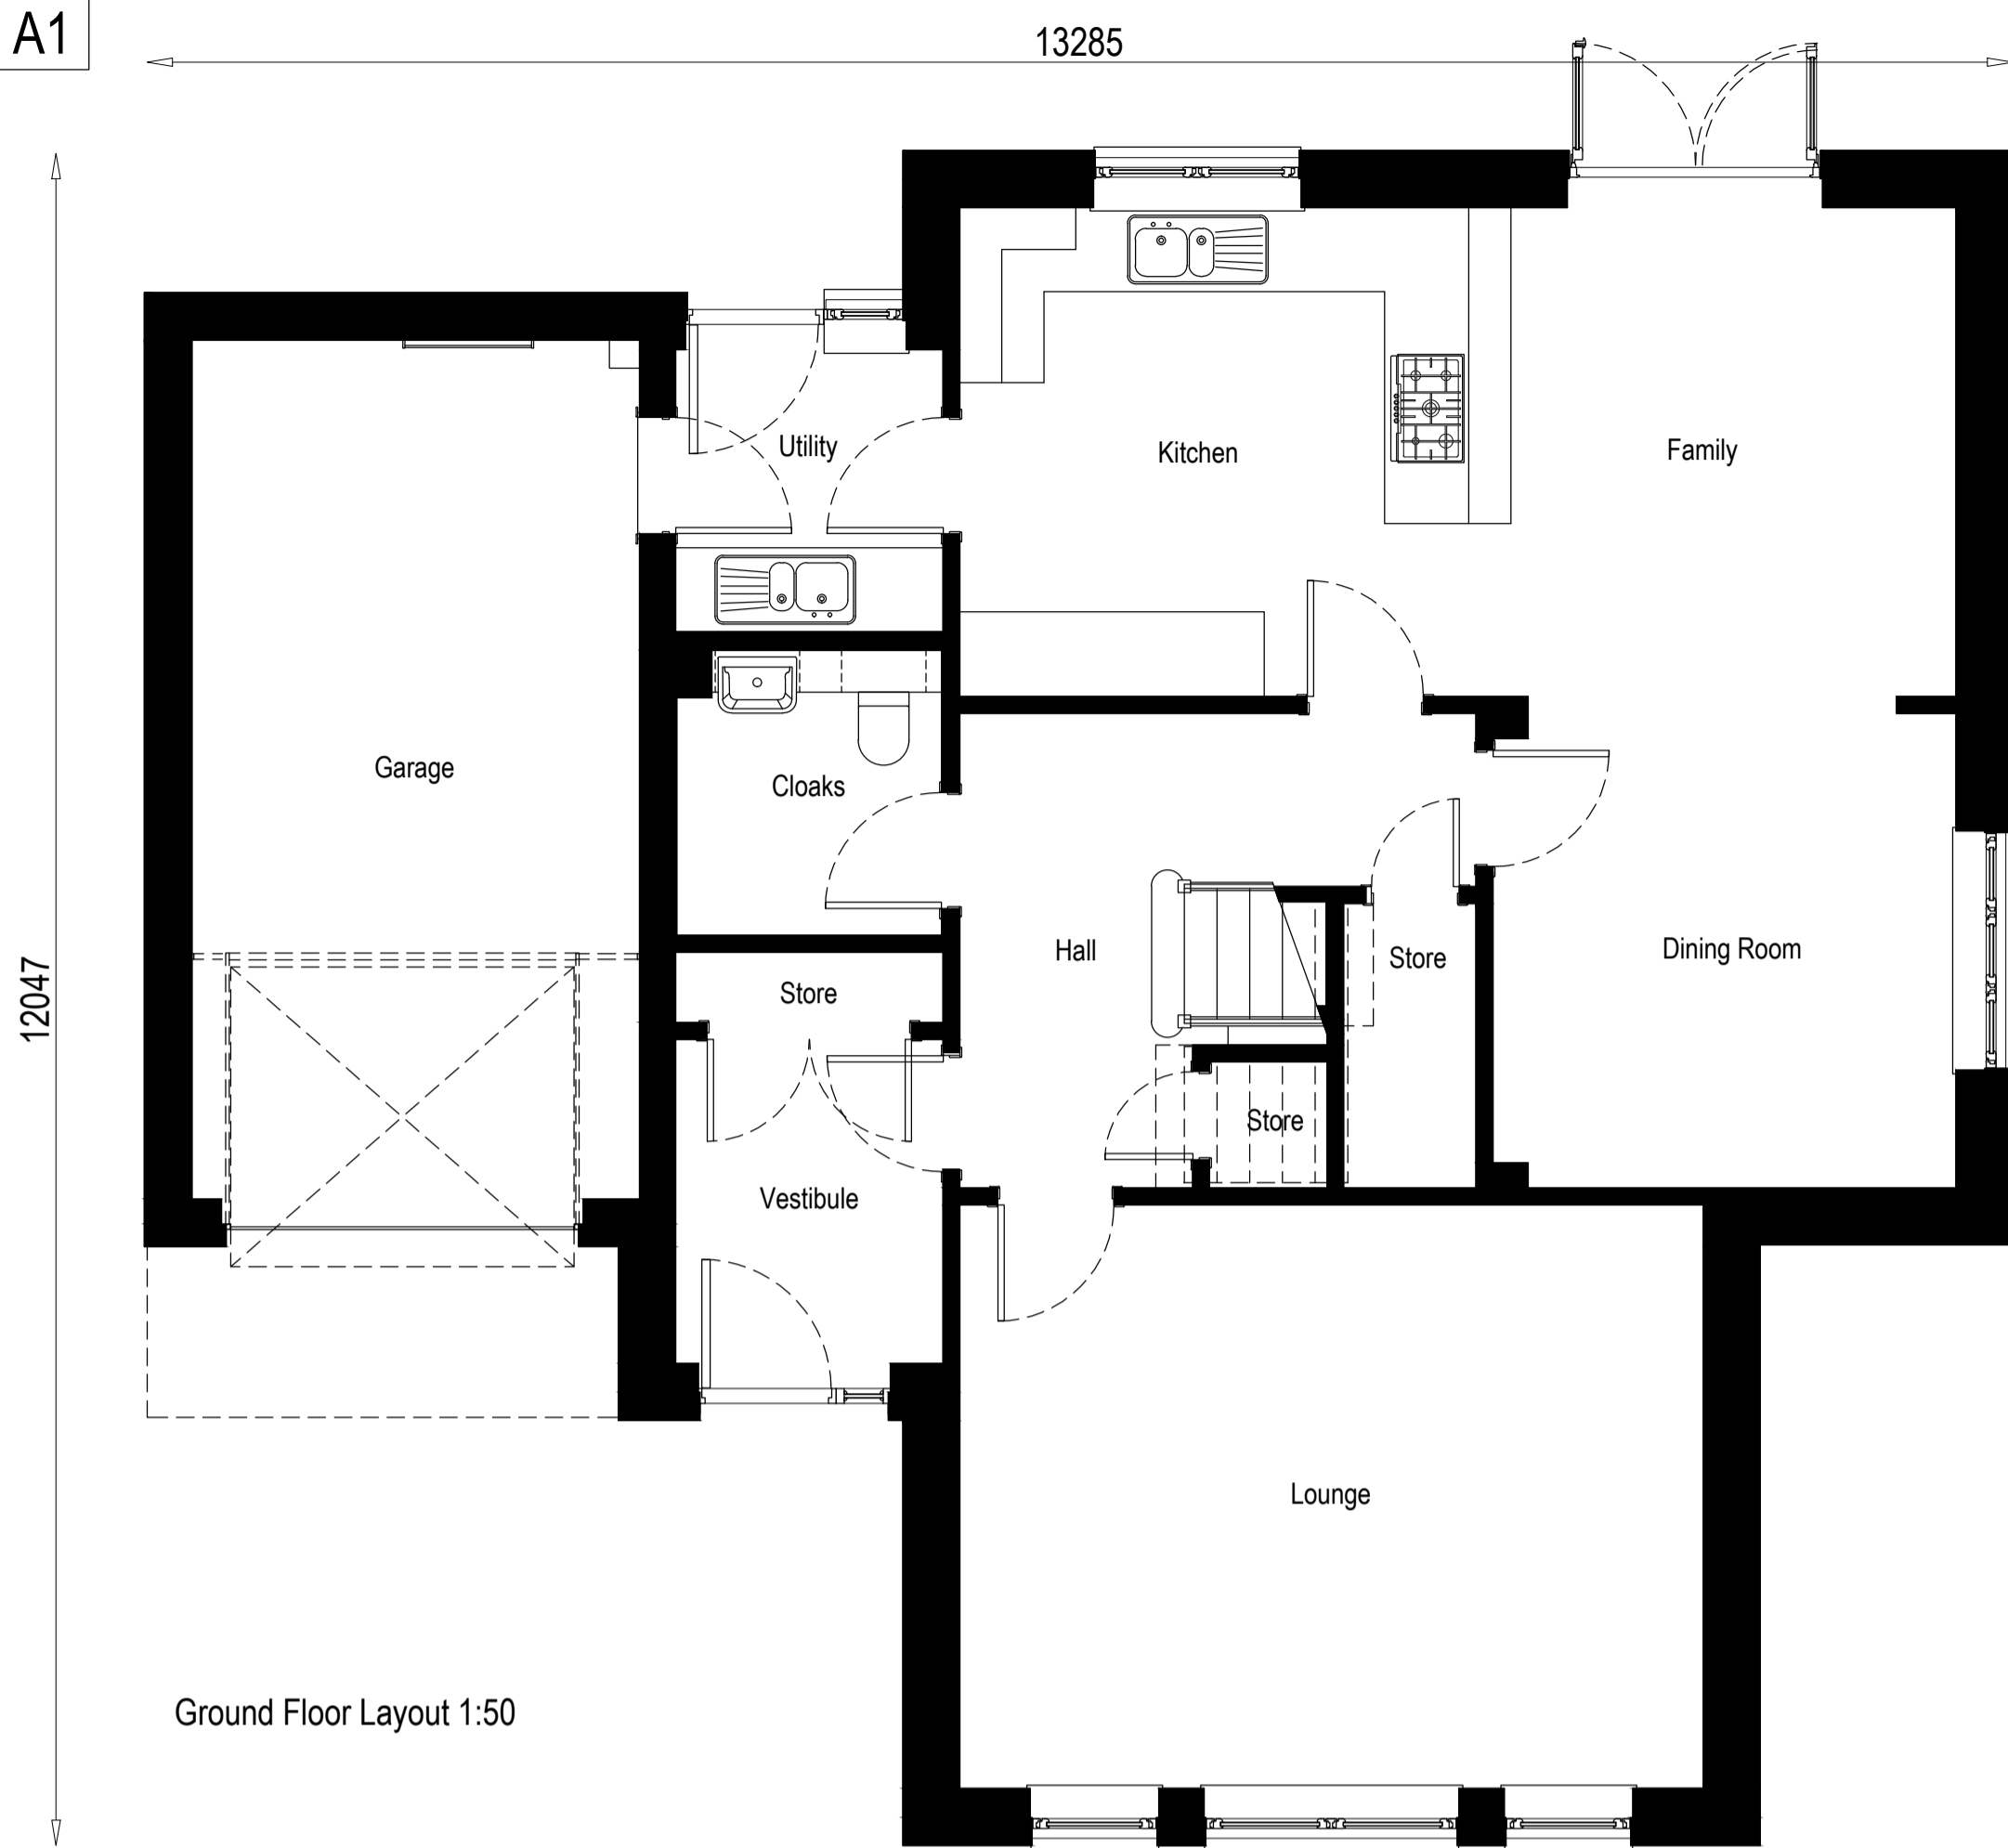 A1
13285
Utility
Kitchen
Family
Garage
Cloaks
Hall
Store
Dining Room
Store
12047
Store
Vestibule
Lounge
Ground Floor Layout 1:50